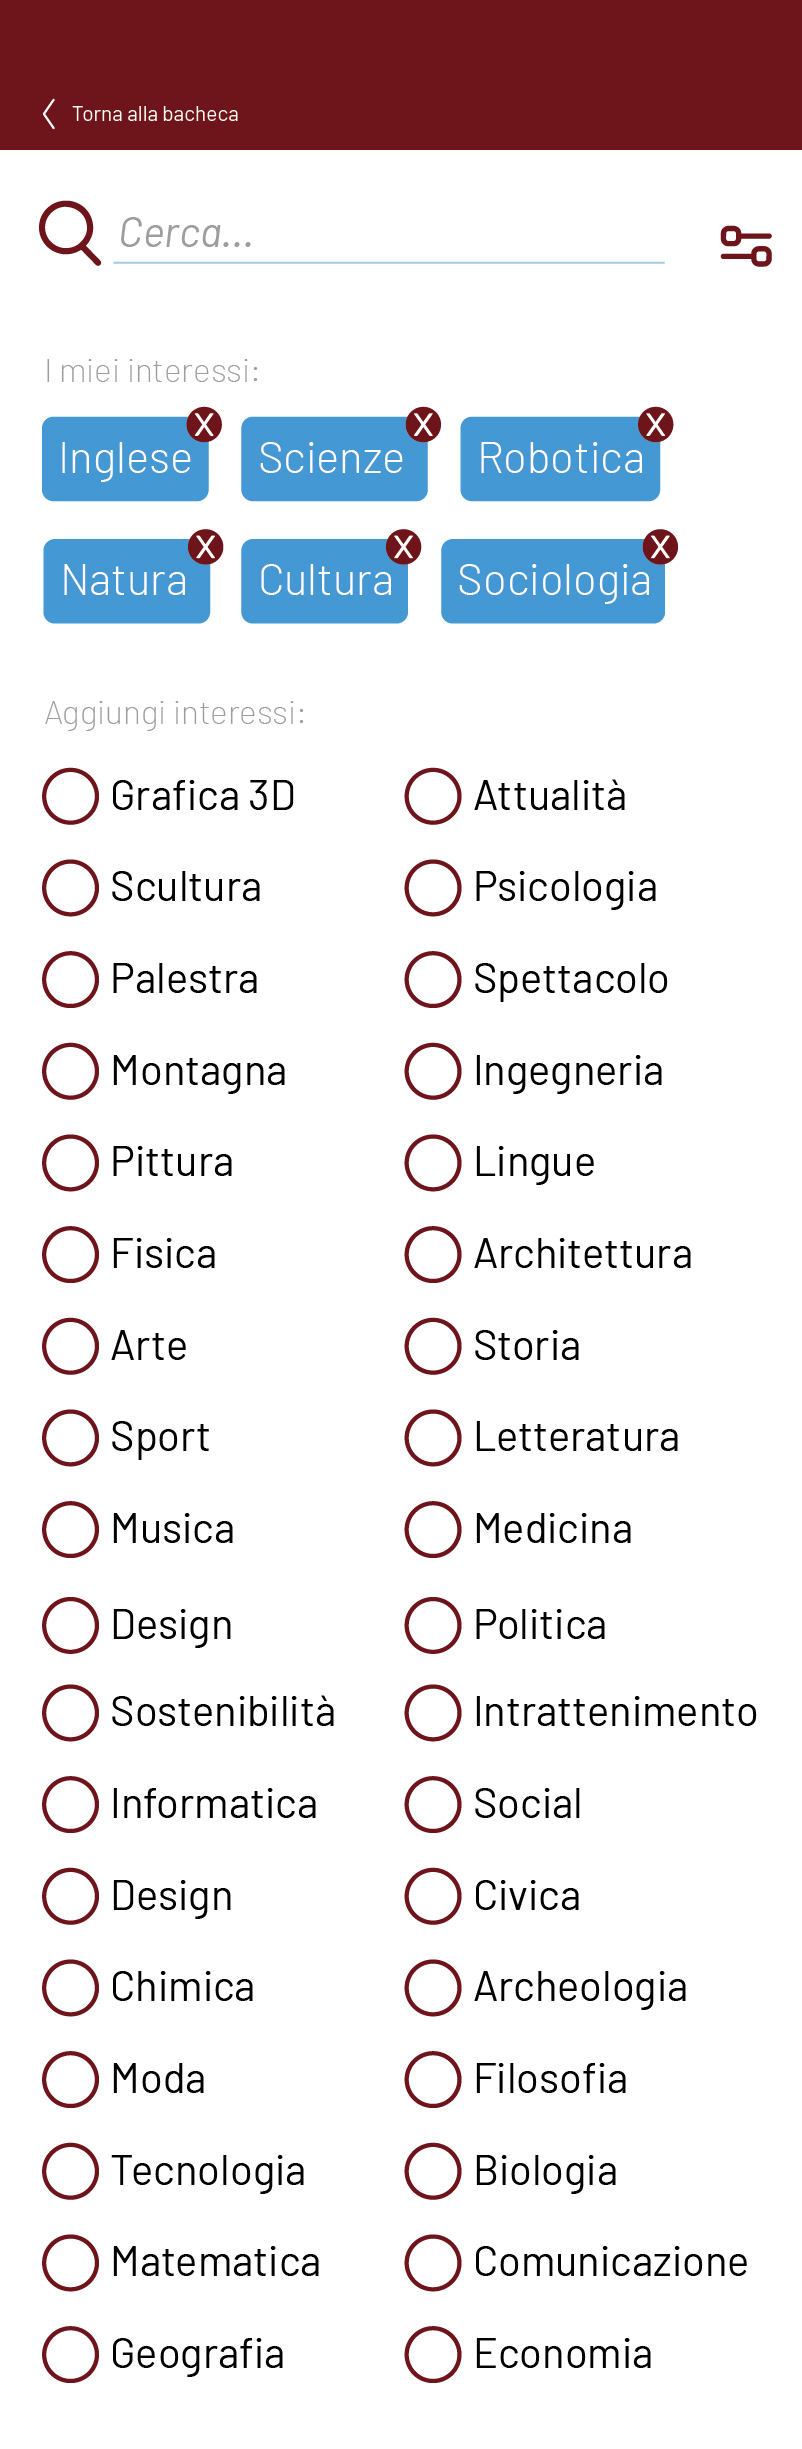 Torna alla bacheca
Cerca...
I miei interessi:
Inglese X Scienze X Robotica X
Natura X Cultura X Sociologia X
Aggiungi interessi:
Grafica 3D Attualità
Scultura Psicologia
Palestra Spettacolo
Montagna Ingegneria
Pittura Lingue
Fisica Architettura
Arte Storia
Sport Letteratura
Musica Medicina
Design Politica
Sostenibilità Intrattenimento
Informatica Social
Design Civica
Chimica Archeologia
Moda Filosofia
Tecnologia Biologia
Matematica Comunicazione
Geografia Economia